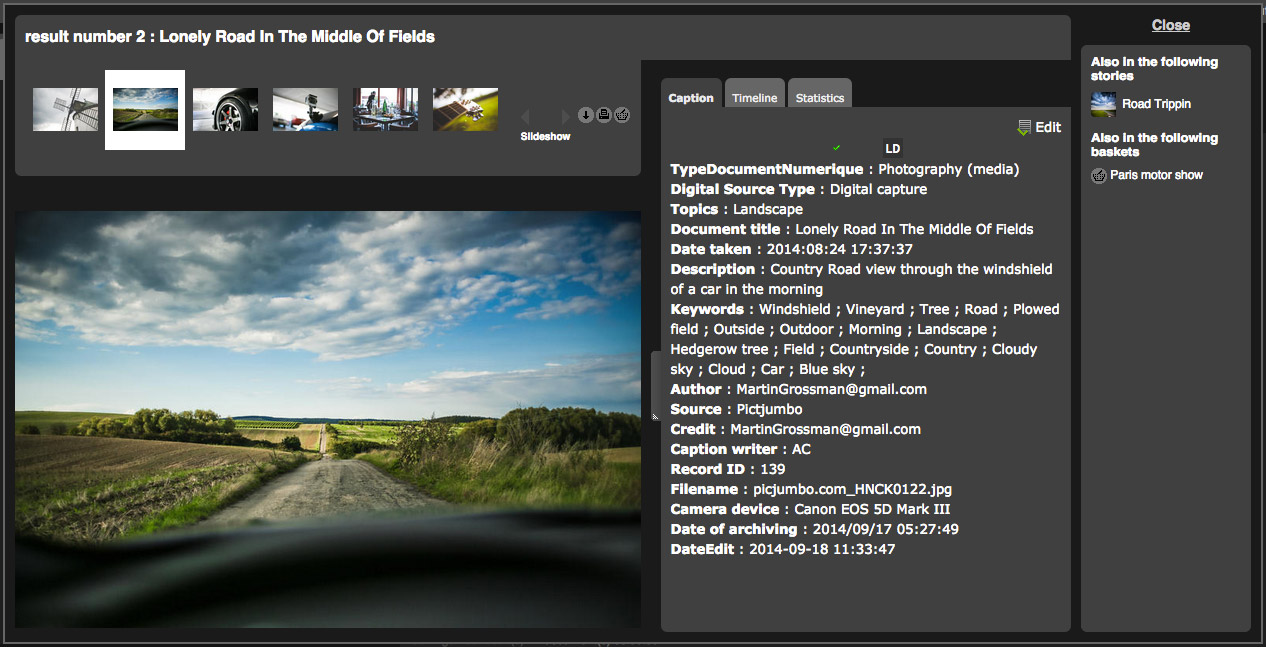 result number 2 : Lonely Road In The Middle Of Fields
Slideshow
Caption
Timeline
Statistics
Edit
LD
TypeDocumentNumerique : Photography (media)
Digital Source Type : Digital capture
Topics : Landscape
Document title : Lonely Road In The Middle Of Fields
Date taken : 2014:08:24 17:37:37
Description : Country Road view through the windshield
of a car in the morning
Keywords : Windshield ; Vineyard ; Tree ; Road ; Plowed
field ; Outside ; Outdoor ; Morning ; Landscape ;
Hedgerow tree ; Field ; Countryside ; Country ; Cloudy
sky ; Cloud ; Car ; Blue sky ;
Author : MartinGrossman@gmail.com
Source : Pictjumbo
Credit : MartinGrossman@gmail.com
Caption writer : AC
Record ID : 139
Filename : picjumbo.com_HNCK0122.jpg
Camera device : Canon EOS 5D Mark III
Date of archiving : 2014/09/17 05:27:49
DateEdit : 2014-09-18 11:33:47
Close
Also in the following
stories
Road Trippin
Also in the following
baskets
Paris motor show